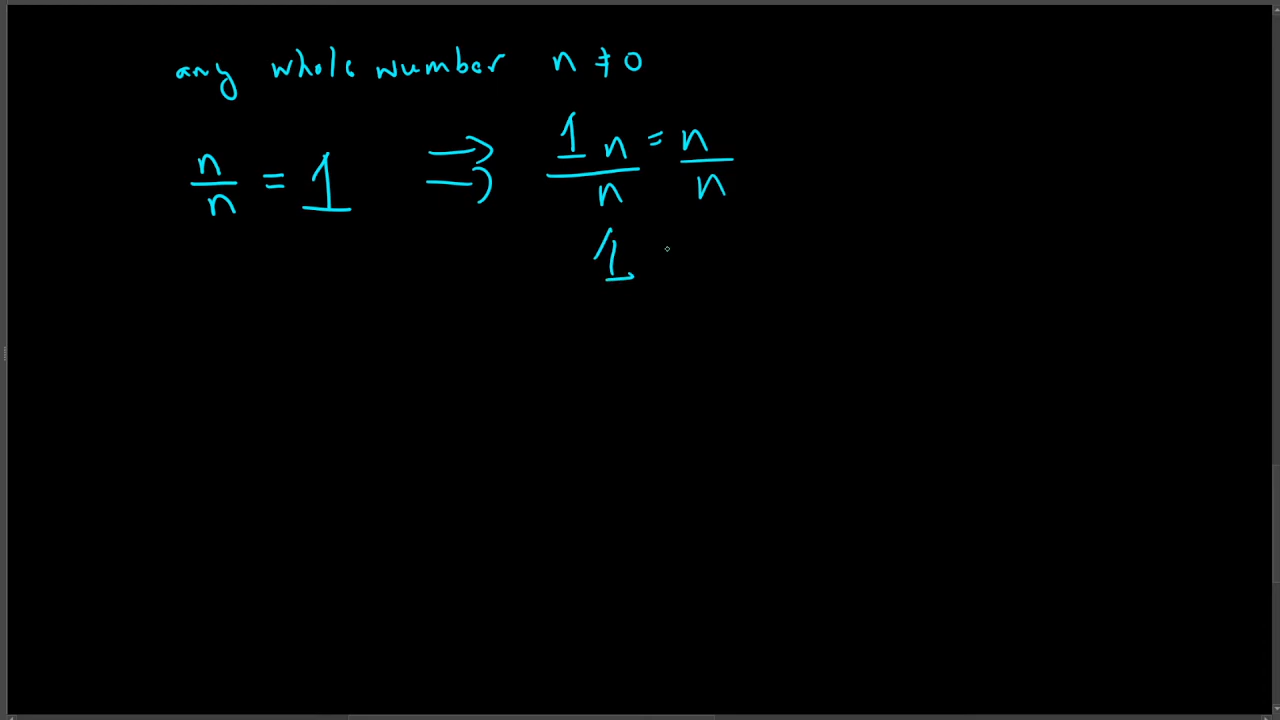 any whole number n ≠ 0
n/n = 1 ⇒ 1n/n = n/n
1